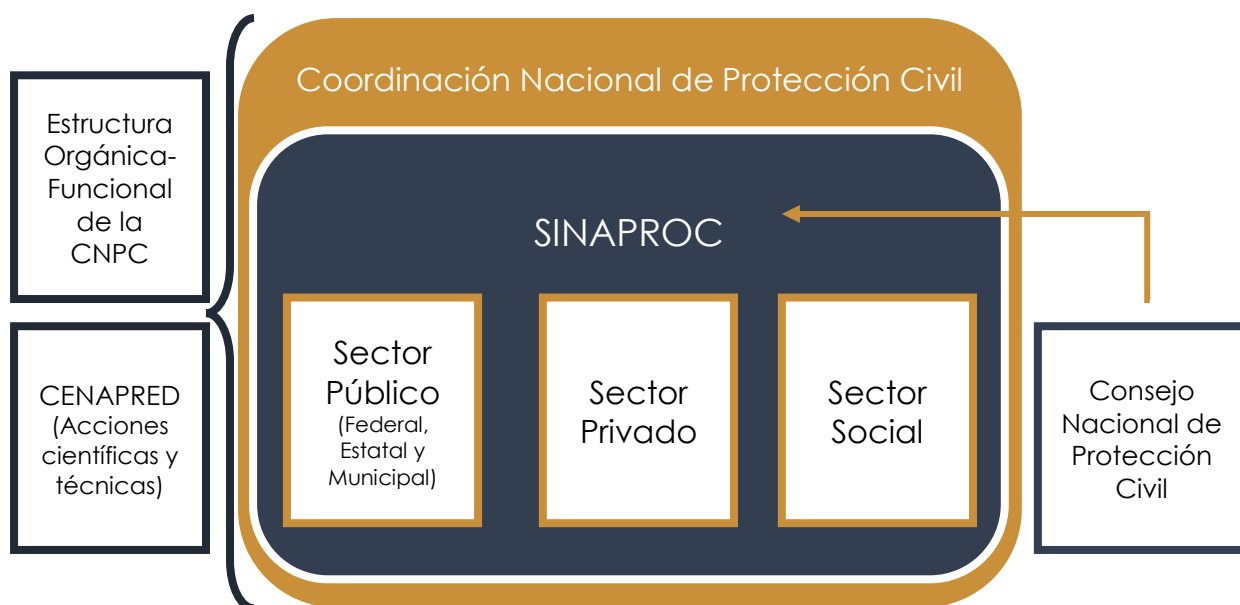 Coordinación Nacional de Protección Civil
Estructura
Orgánica-
Funcional
de la
CNPC
CENAPRED
(Acciones
científicas y
técnicas)
SINAPROC
Sector
Público
(Federal,
Estatal y
Municipal)
Sector
Privado
Sector
Social
Consejo
Nacional de
Protección
Civil